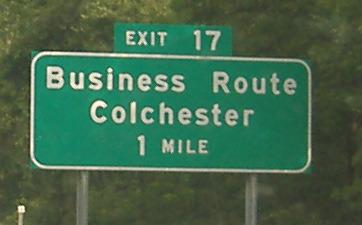 EXIT 17
Business Route
Colchester
1 MILE